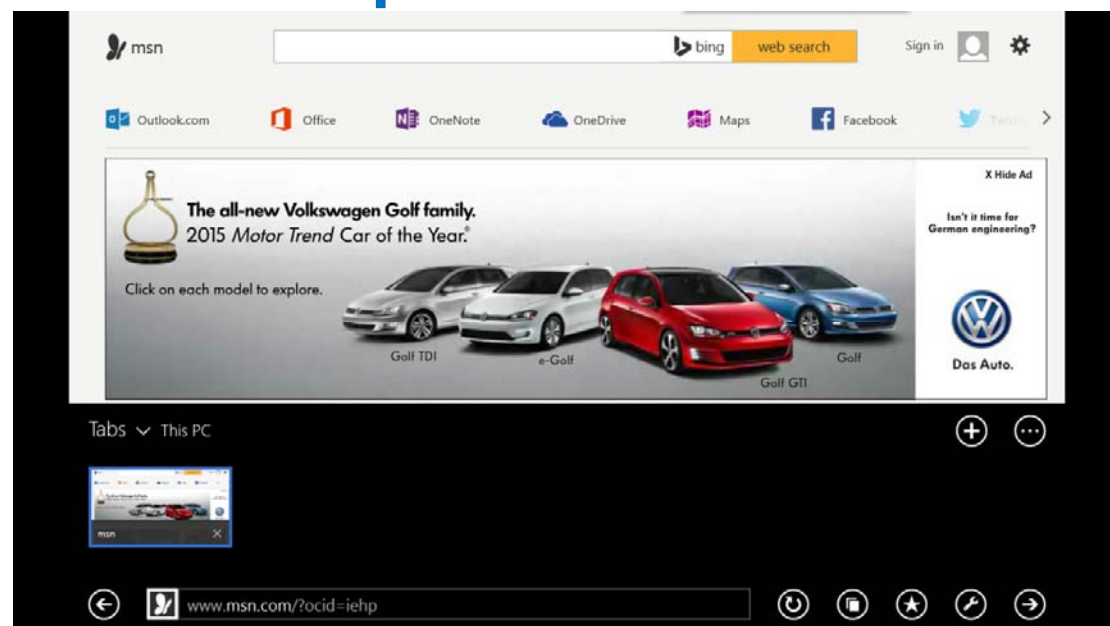 msn
bing
web search
Sign in
Outlook.com
Office
OneNote
OneDrive
Maps
Facebook
Twitter
X Hide Ad
The all-new Volkswagen Golf family.
2015 Motor Trend Car of the Year.®
Isn't it time for
German engineering?
Click on each model to explore.
Golf TDI
e-Golf
Golf GTI
Golf
Das Auto.
Tabs
This PC
msn
www.msn.com/?ocid=iehp